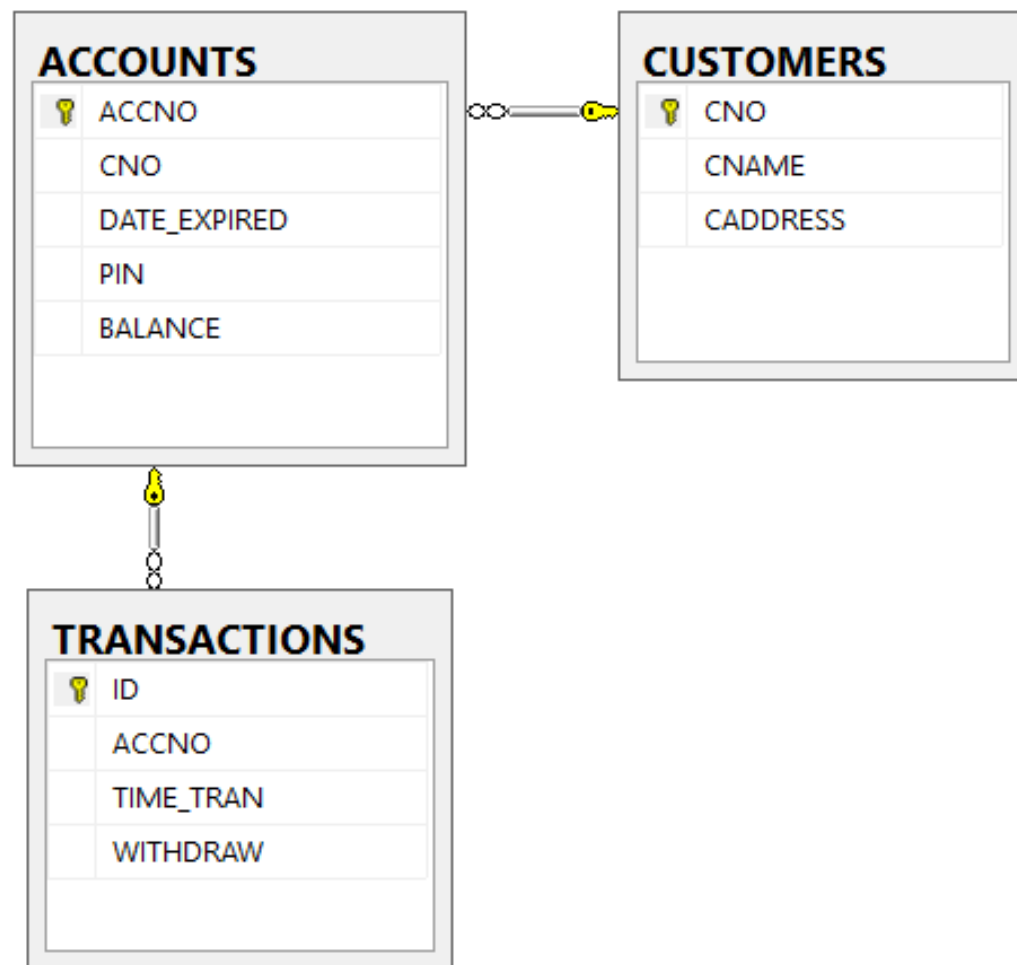 ACCOUNTS
ACCNO
CNO
DATE_EXPIRED
PIN
BALANCE
CUSTOMERS
CNO
CNAME
CADDRESS
TRANSACTIONS
ID
ACCNO
TIME_TRAN
WITHDRAW